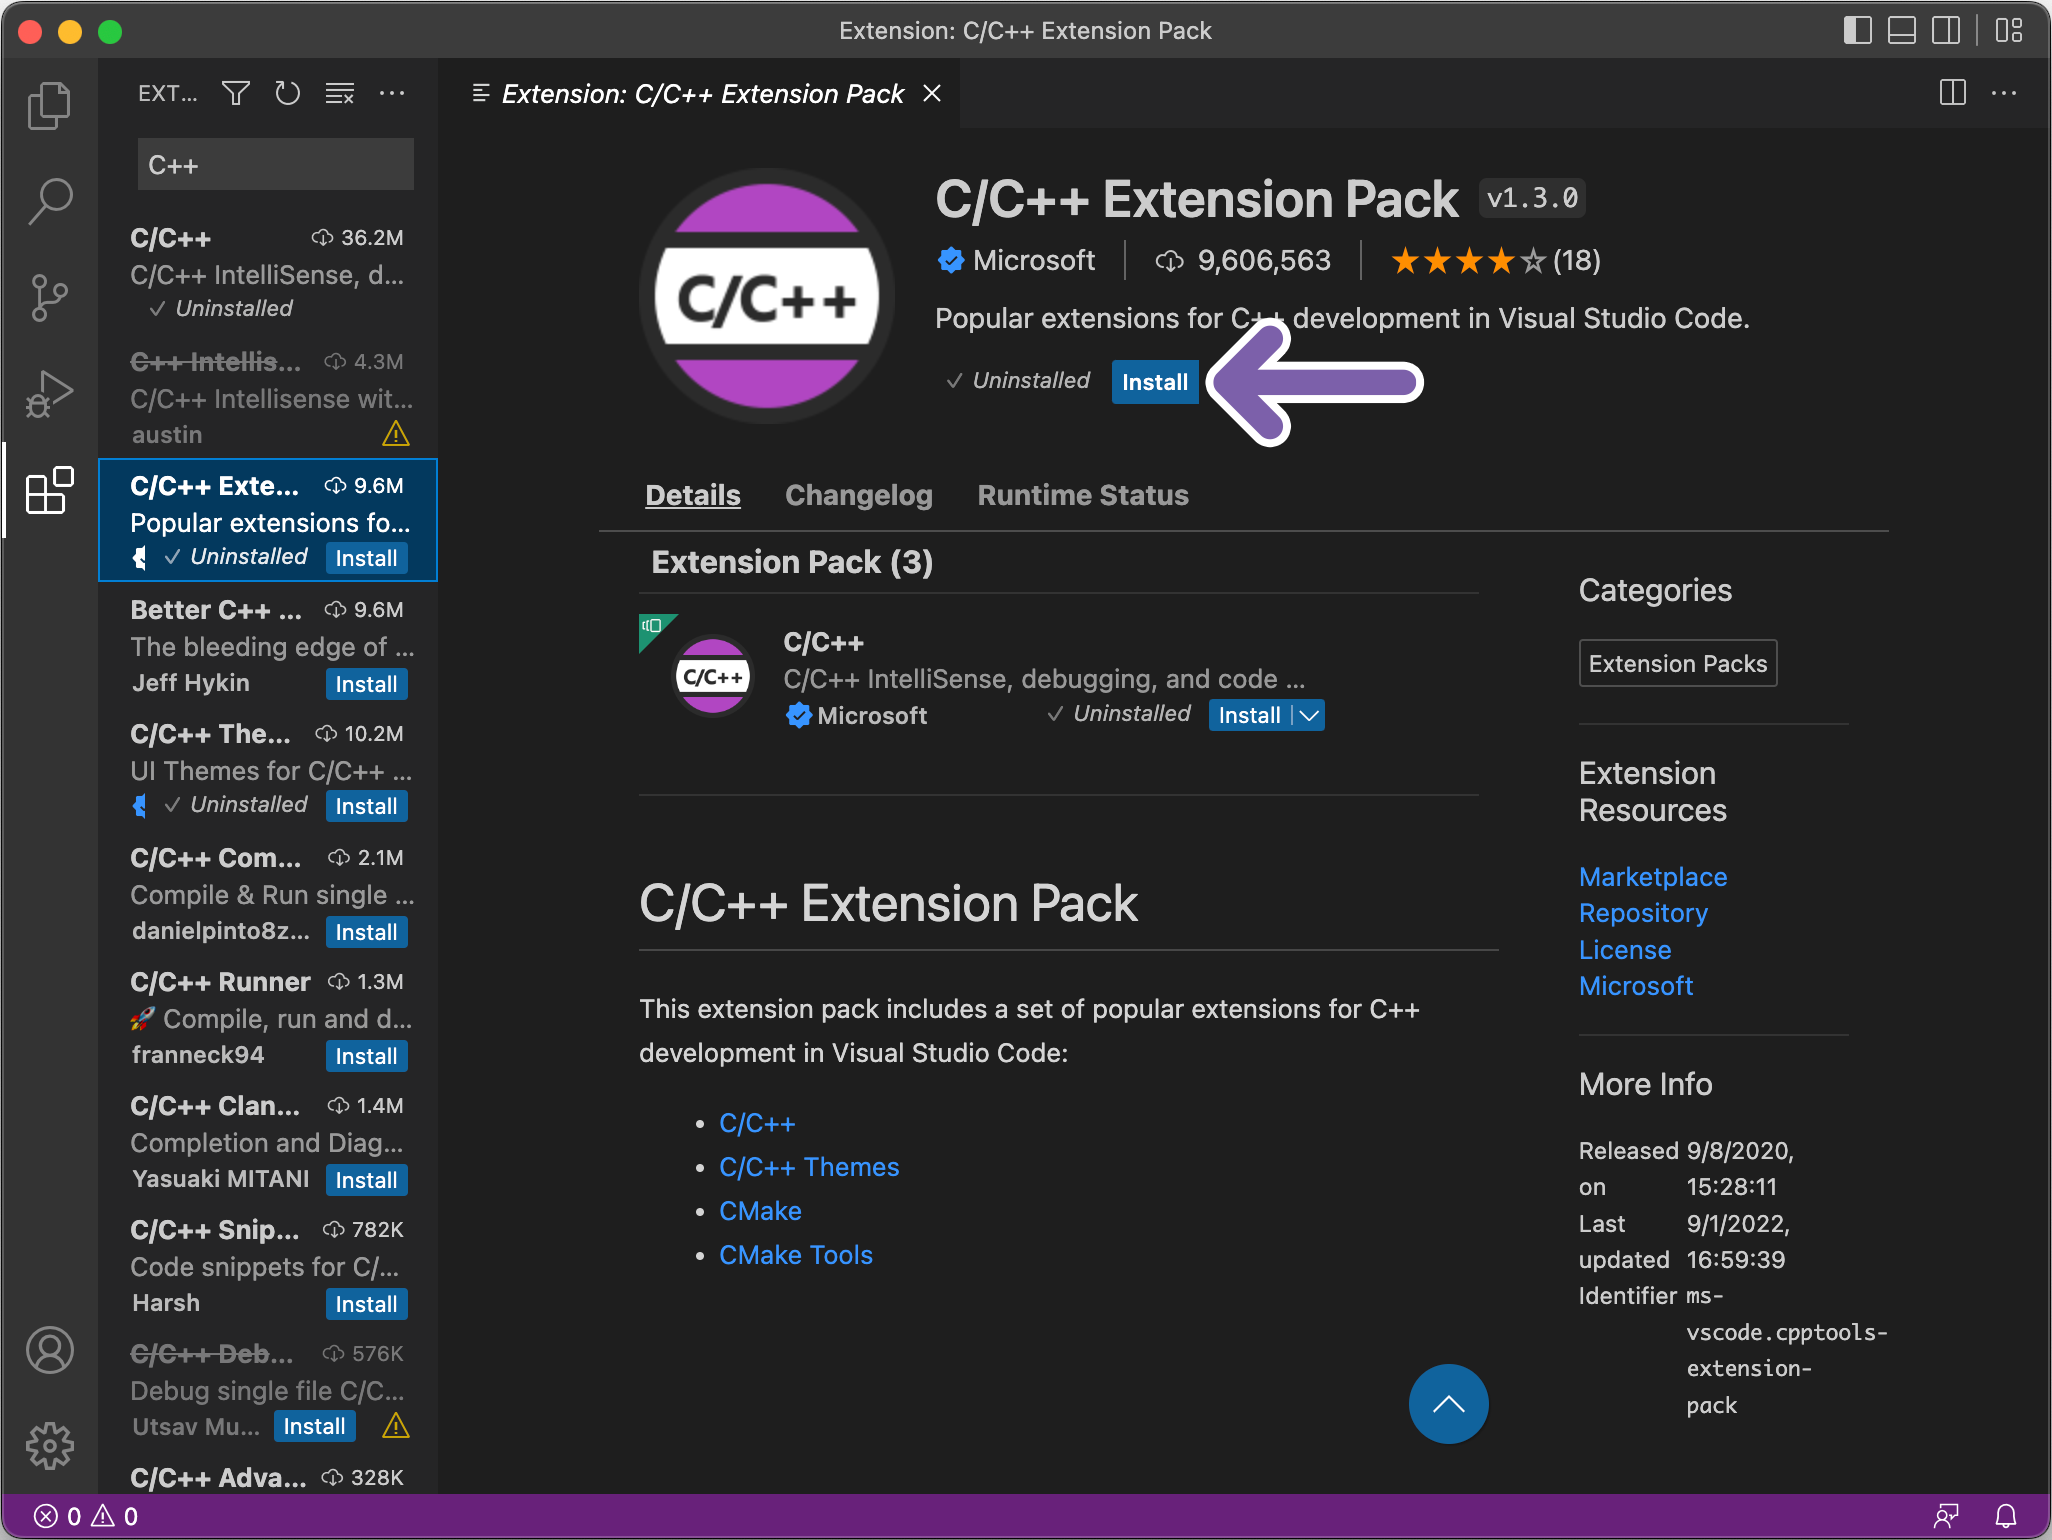 Extension: C/C++ Extension Pack
EXT...
Extension: C/C++ Extension Pack
C++
C/C++ 36.2M
C/C++ IntelliSense, d...
Uninstalled
C++ Intellis... 4.3M
C/C++ Intellisense wit...
austin
C/C++ Exte... 9.6M
Popular extensions fo...
Uninstalled Install
Better C++ ... 9.6M
The bleeding edge of ...
Jeff Hykin Install
C/C++ The... 10.2M
UI Themes for C/C++ ...
Uninstalled Install
C/C++ Com... 2.1M
Compile & Run single ...
danielpinto8z... Install
C/C++ Runner 1.3M
🚀 Compile, run and d...
franneck94 Install
C/C++ Clan... 1.4M
Completion and Diag...
Yasuaki MITANI Install
C/C++ Snip... 782K
Code snippets for C/...
Harsh Install
C/C++ Deb... 576K
Debug single file C/C...
Utsav Mu... Install
C/C++ Adva... 328K
C/C++
C/C++ Extension Pack v1.3.0
Microsoft 9,606,563 (18)
Popular extensions for C++ development in Visual Studio Code.
Uninstalled Install
Details Changelog Runtime Status
Extension Pack (3)
C/C++
C/C++
C/C++ IntelliSense, debugging, and code ...
Microsoft Uninstalled Install
C/C++ Extension Pack
This extension pack includes a set of popular extensions for C++
development in Visual Studio Code:
• C/C++
• C/C++ Themes
• CMake
• CMake Tools
Categories
Extension Packs
Extension
Resources
Marketplace
Repository
License
Microsoft
More Info
Released 9/8/2020,
on 15:28:11
Last 9/1/2022,
updated 16:59:39
Identifier ms-
vscode.cpptools-
extension-
pack
0 0